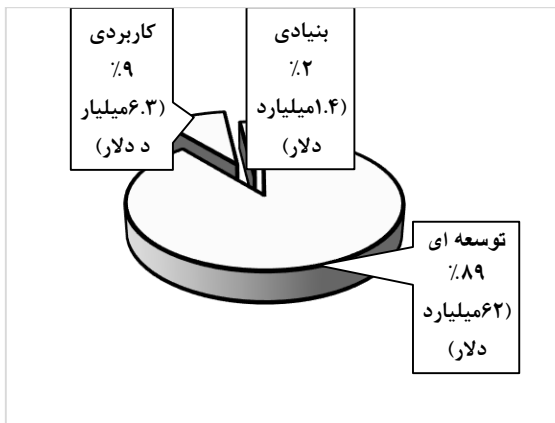 بنیادی
۲٪
(۱.۴میلیارد
دلار)
کاربردی
۹٪
(۶.۳میلیار
د دلار)
توسعه ای
۸۹٪
(۶۲میلیارد
دلار)